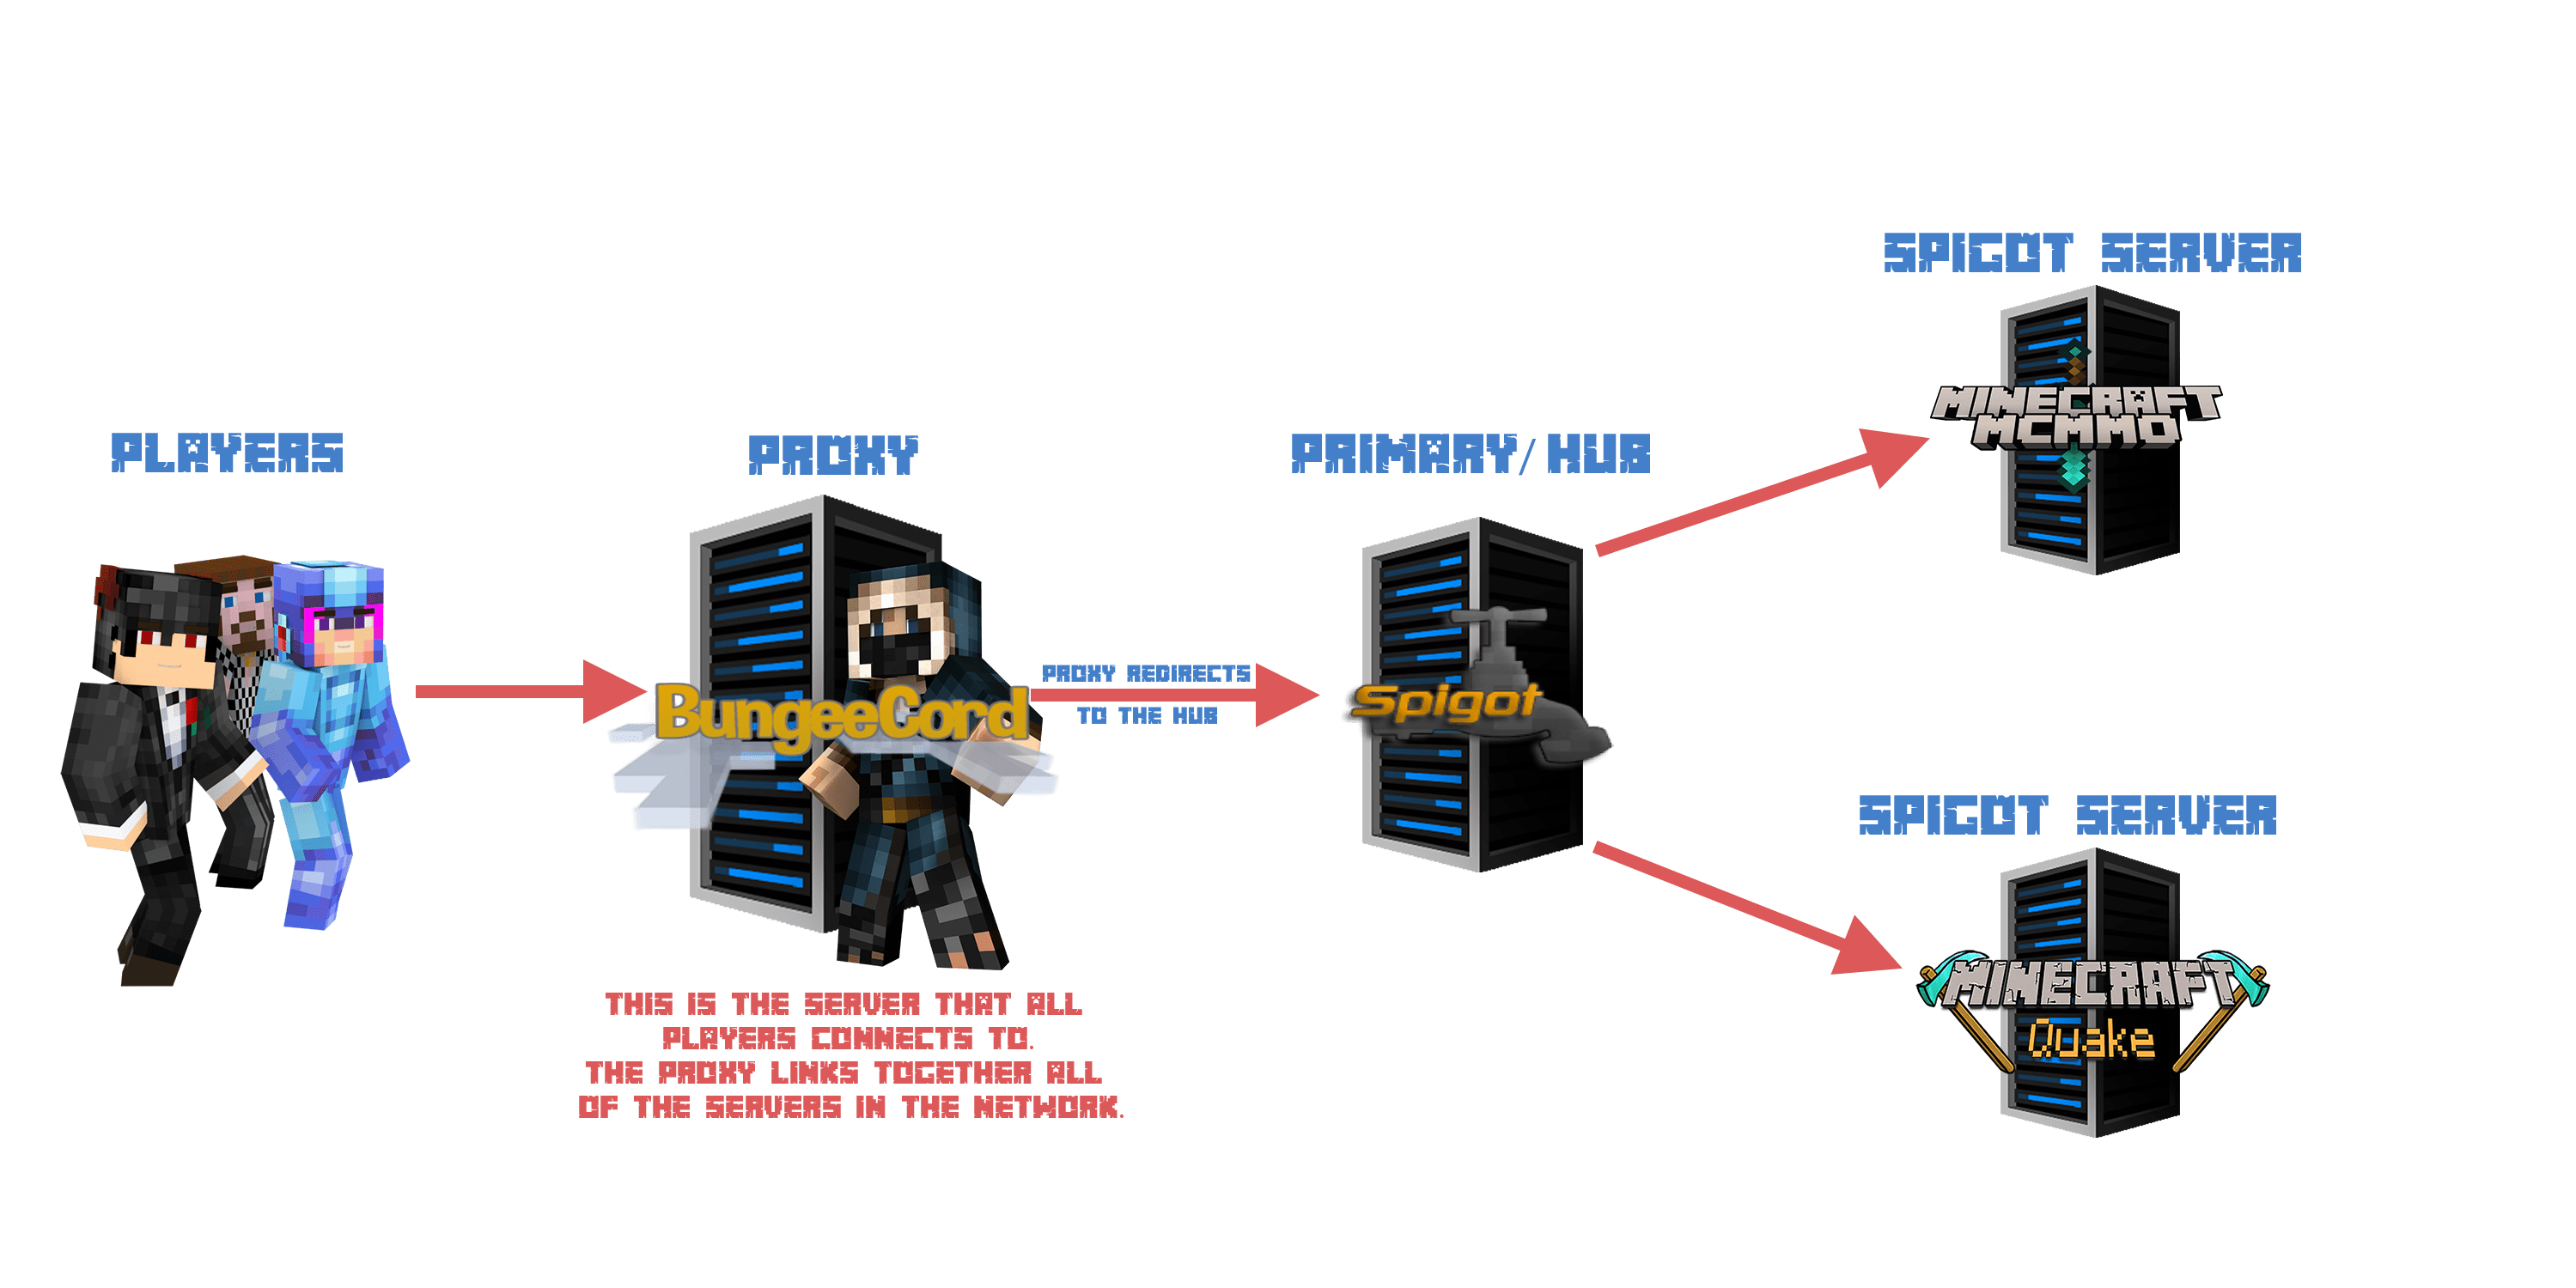 PLAYERS
PROXY
BungeeCord
THIS IS THE SERVER THAT ALL
PLAYERS CONNECTS TO.
THE PROXY LINKS TOGETHER ALL
OF THE SERVERS IN THE NETWORK.
PROXY REDIRECTS
TO THE HUB
PRIMARY/ HUB
Spigot
SPIGOT SERVER
MINECRAFT
MCMMO
SPIGOT SERVER
MINECRAFT
Quake